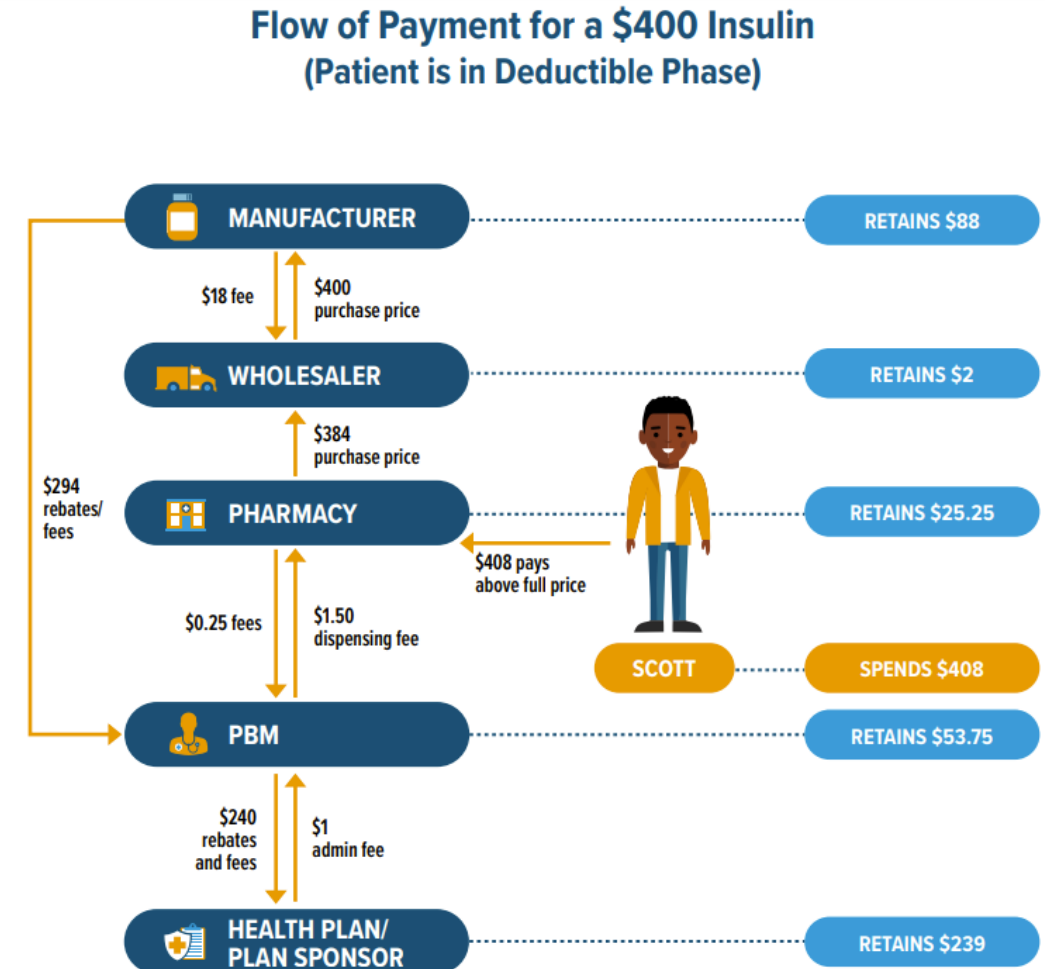 Flow of Payment for a $400 Insulin
(Patient is in Deductible Phase)
MANUFACTURER
RETAINS $88
$18 fee
$400
purchase price
WHOLESALER
RETAINS $2
$384
purchase price
$294
rebates/
fees
PHARMACY
RETAINS $25.25
$408 pays
above full price
$0.25 fees
$1.50
dispensing fee
SCOTT
SPENDS $408
PBM
RETAINS $53.75
$240
rebates
and fees
$1
admin fee
HEALTH PLAN/
PLAN SPONSOR
RETAINS $239